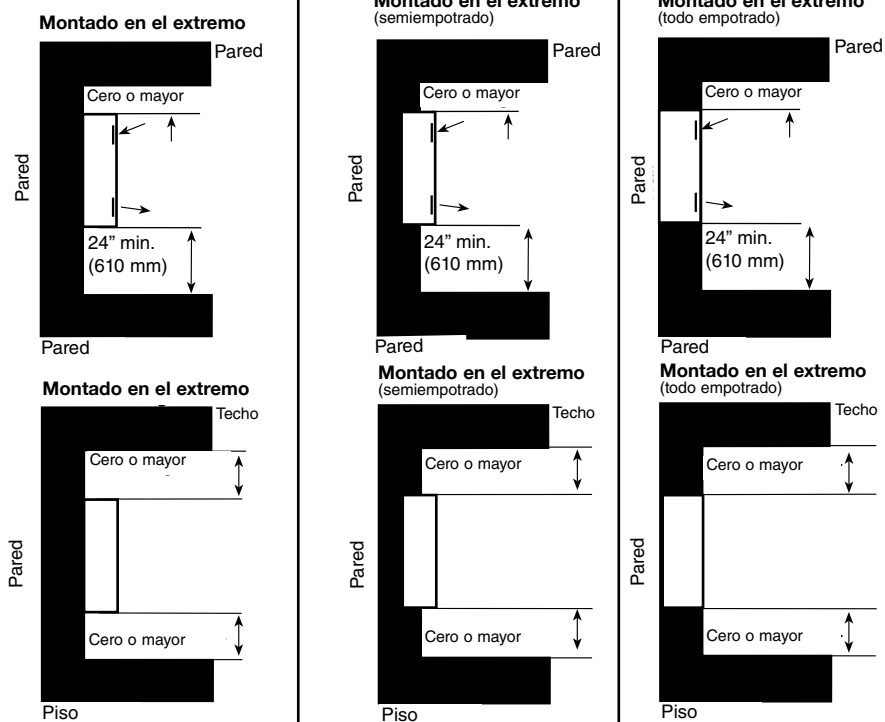 Montado en el extremo
Pared
Cero o mayor
Pared
24” min.
(610 mm)
Pared
Montado en el extremo
(semiempotrado)
Pared
Cero o mayor
Pared
24” min.
(610 mm)
Pared
Montado en el extremo
(todo empotrado)
Pared
Cero o mayor
Pared
24” min.
(610 mm)
Pared
Montado en el extremo
Techo
Cero o mayor
Pared
Cero o mayor
Piso
Montado en el extremo
(semiempotrado)
Techo
Cero o mayor
Pared
Cero o mayor
Piso
Montado en el extremo
(todo empotrado)
Techo
Cero o mayor
Pared
Cero o mayor
Piso